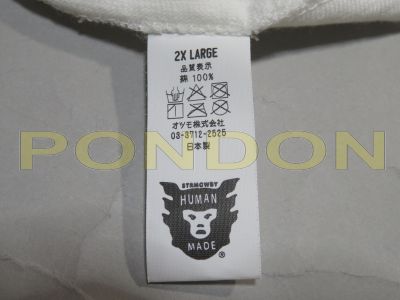 2X LARGE
品質表示
綿 100%
オツモ株式会社
03-3712-2525
日本製
PONDON
STRMCWBY
HUMAN
MADE
®